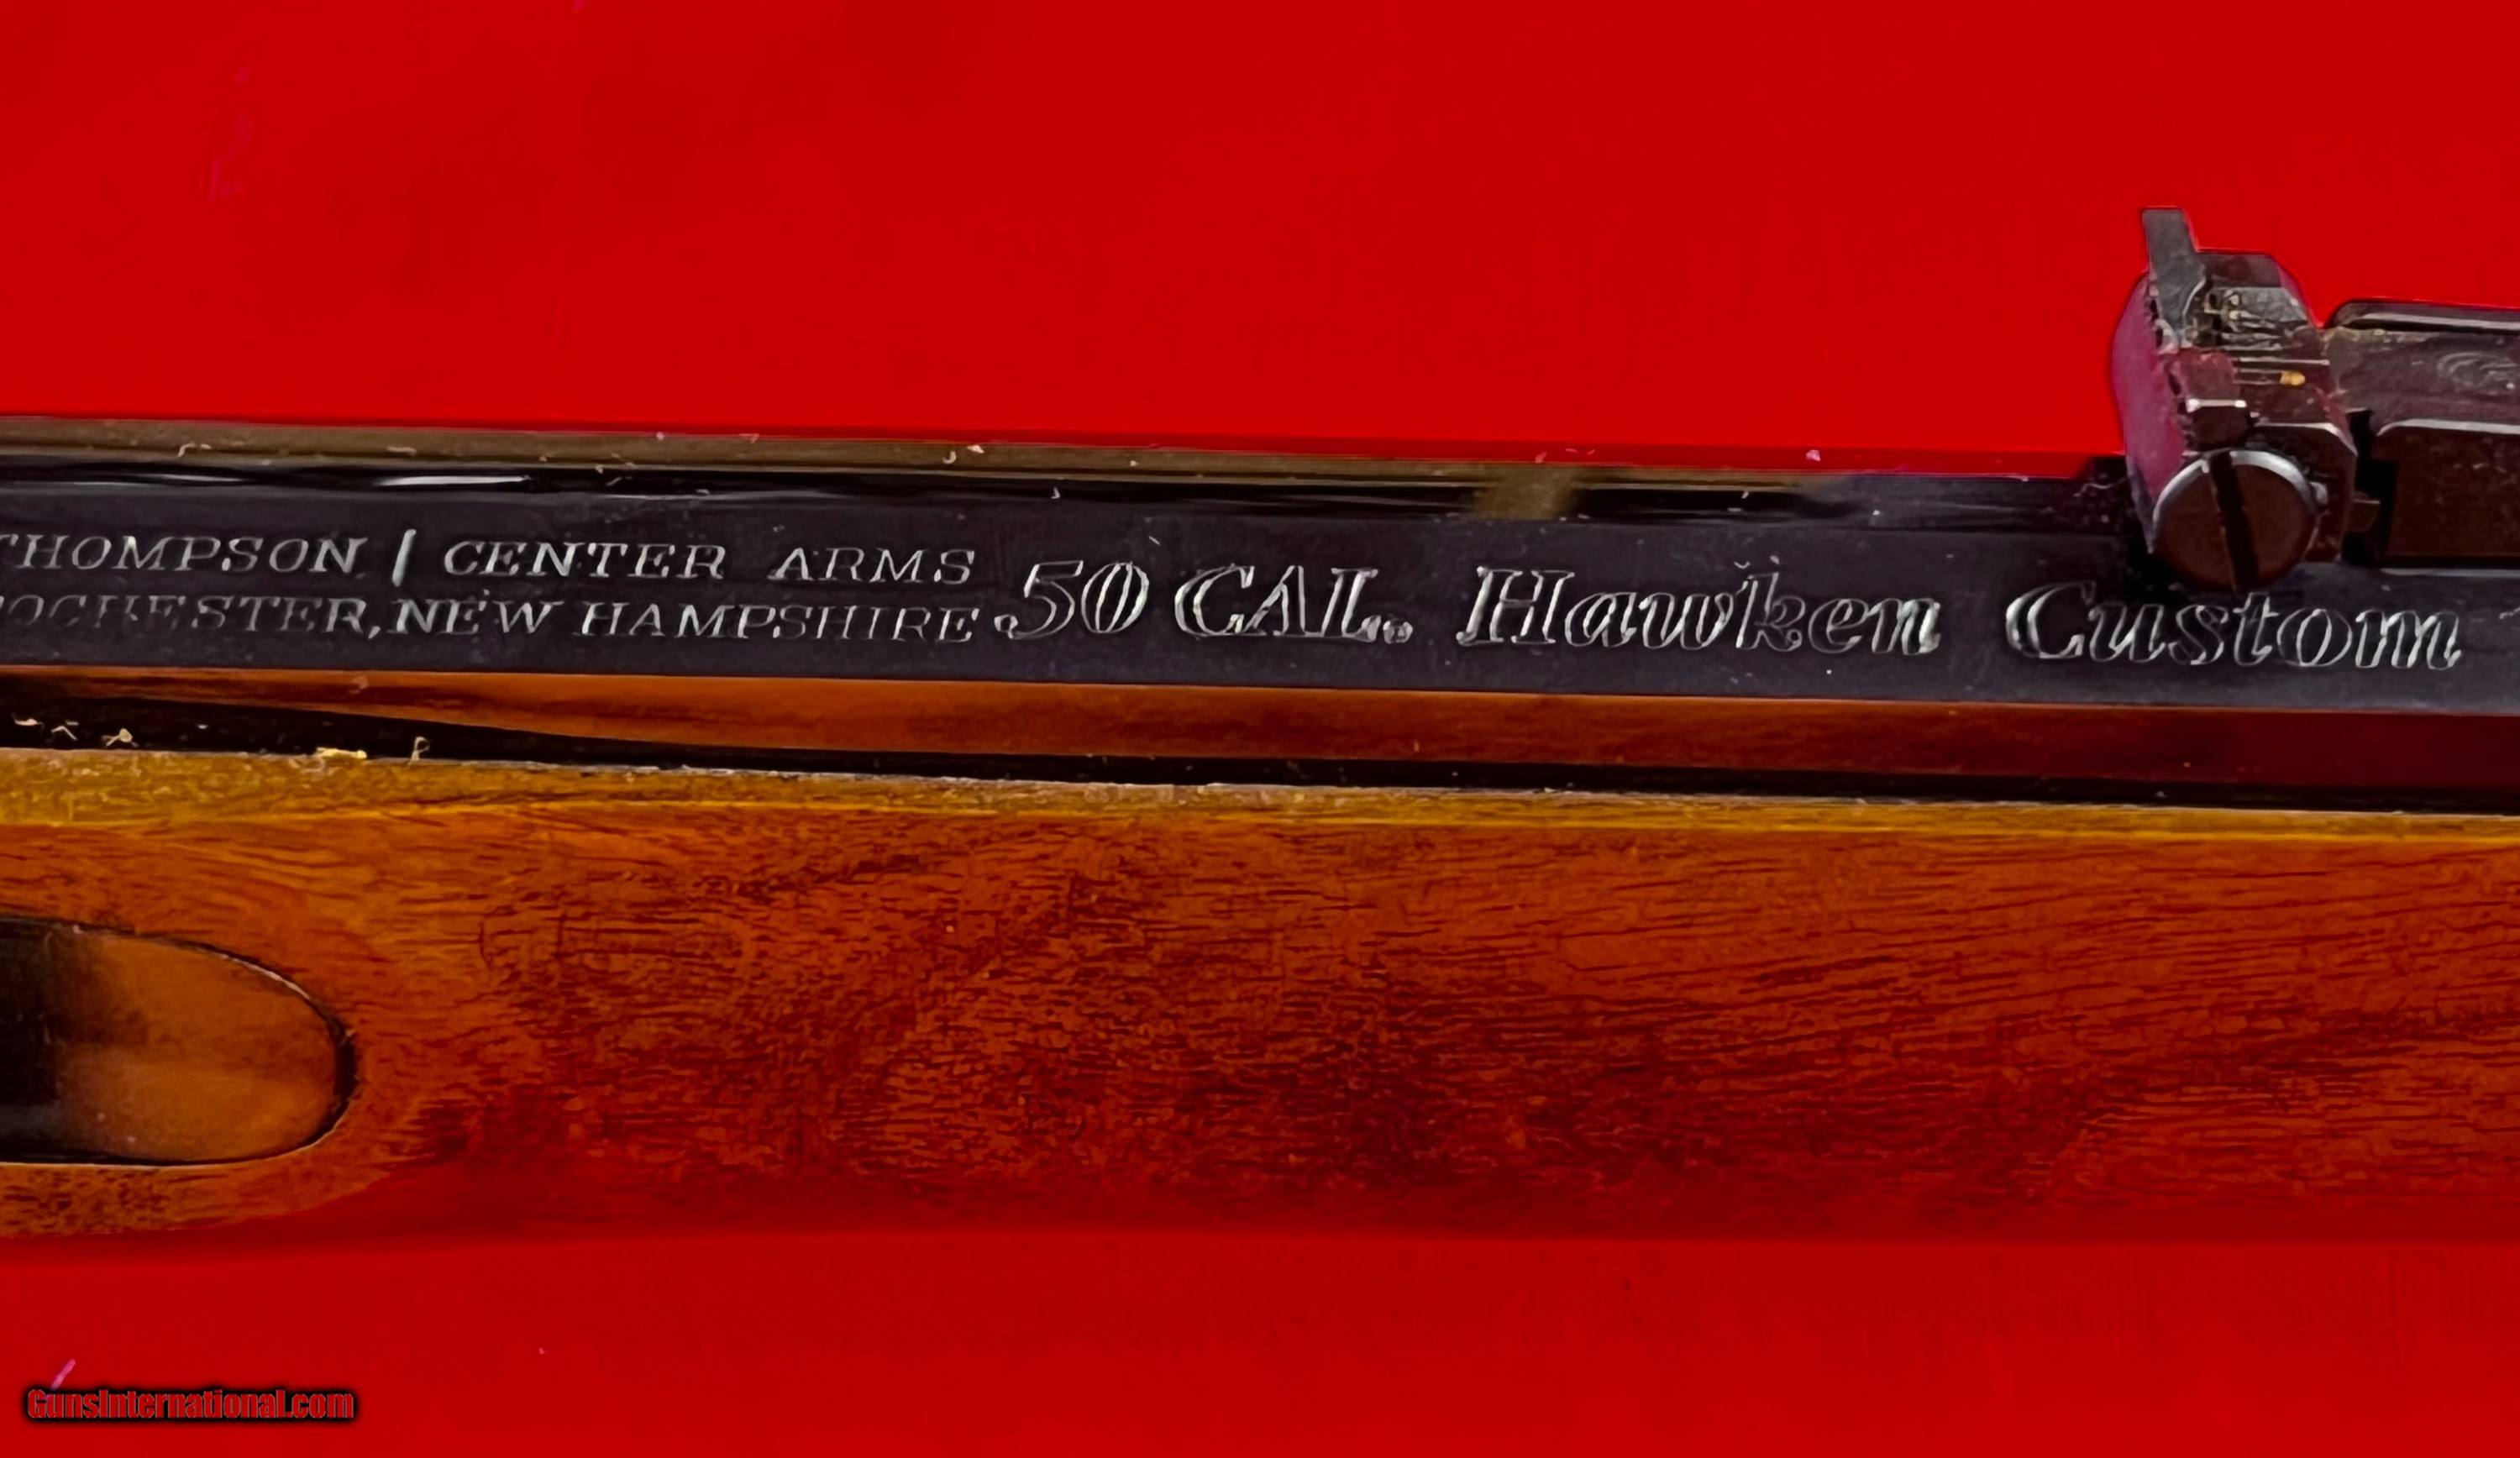 THOMPSON / CENTER ARMS
ROCHESTER, NEW HAMPSHIRE
.50 CAL. Hawken Custom
GunsInternational.com